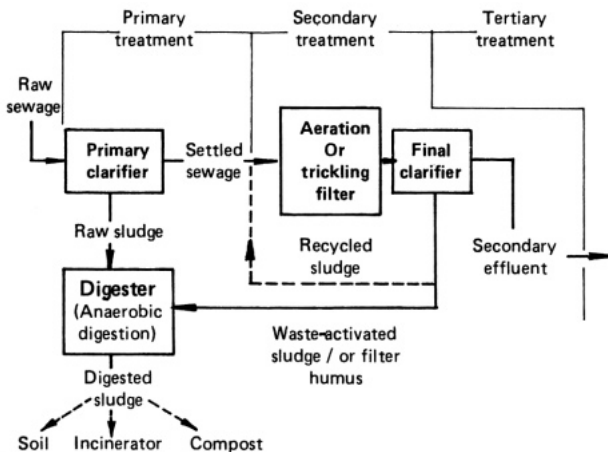 Primary
treatment
Secondary
treatment
Tertiary
treatment
Raw
sewage
Primary
clarifier
Settled
sewage
Aeration
Or
trickling
filter
Final
clarifier
Raw sludge
Recycled
sludge
Secondary
effluent
Digester
(Anaerobic
digestion)
Waste-activated
sludge / or filter
humus
Digested
sludge
Soil
Incinerator
Compost